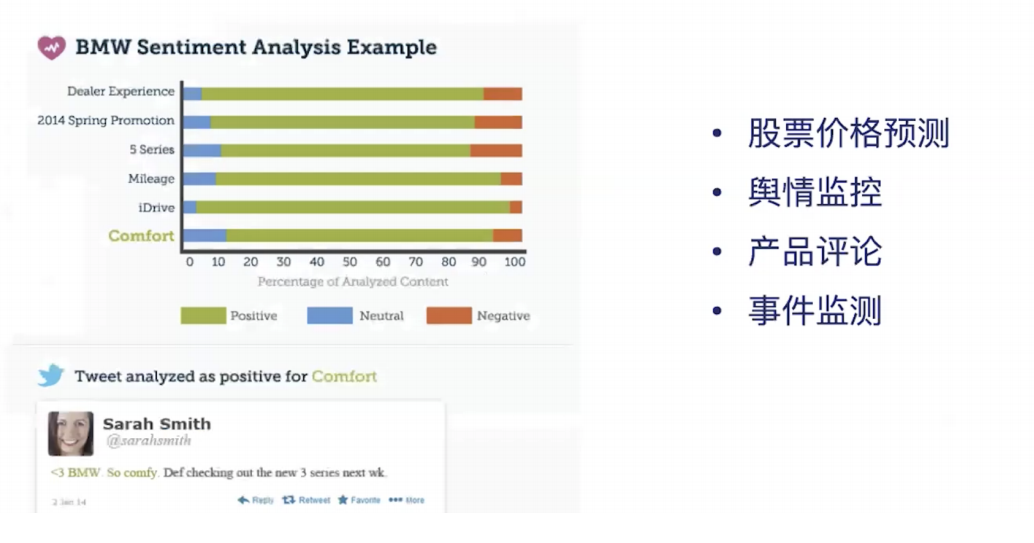 BMW Sentiment Analysis Example
Dealer Experience
2014 Spring Promotion
5 Series
Mileage
iDrive
Comfort
0 10 20 30 40 50 60 70 80 90 100
Percentage of Analyzed Content
Positive Neutral Negative
Tweet analyzed as positive for Comfort
Sarah Smith
@sarahsmith
<3 BMW. So comfy. Def checking out the new 3 series next wk.
2 Jan 14
Reply Retweet Favorite More
• 股票价格预测
• 舆情监控
• 产品评论
• 事件监测